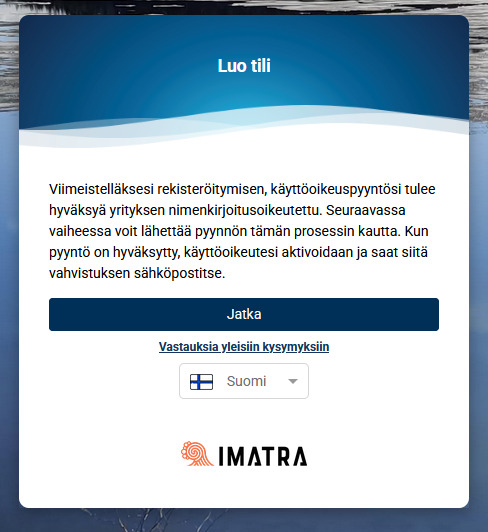 Luo tili
Viimeistelläksesi rekisteröitymisen, käyttöoikeuspyyntösi tulee
hyväksyä yrityksen nimenkirjoitusoikeutettu. Seuraavassa
vaiheessa voit lähettää pyynnön tämän prosessin kautta. Kun
pyyntö on hyväksytty, käyttöoikeutesi aktivoidaan ja saat siitä
vahvistuksen sähköpostitse.
Jatka
Vastauksia yleisiin kysymyksiin
Suomi
IMATRA